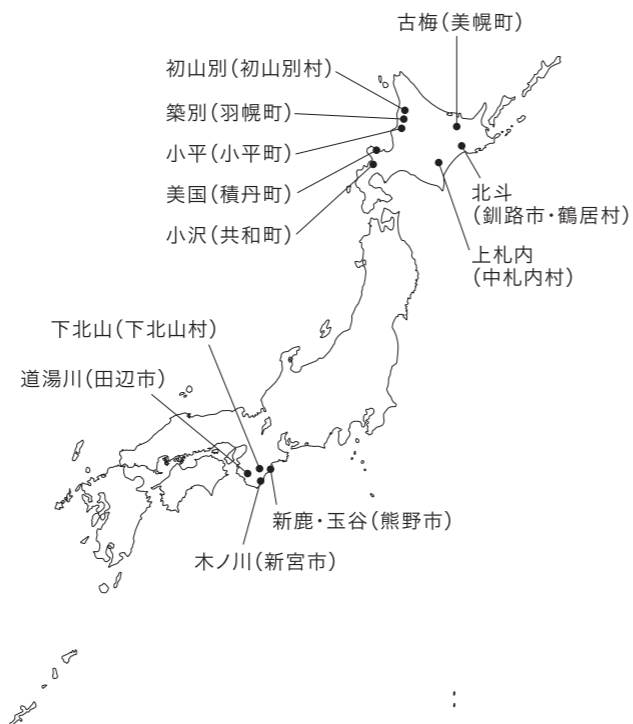 古梅（美幌町）
初山別（初山別村）
築別（羽幌町）
小平（小平町）
美国（積丹町）
小沢（共和町）
北斗
（釧路市・鶴居村）
上札内
（中札内村）
下北山（下北山村）
道湯川（田辺市）
新鹿・玉谷（熊野市）
木ノ川（新宮市）